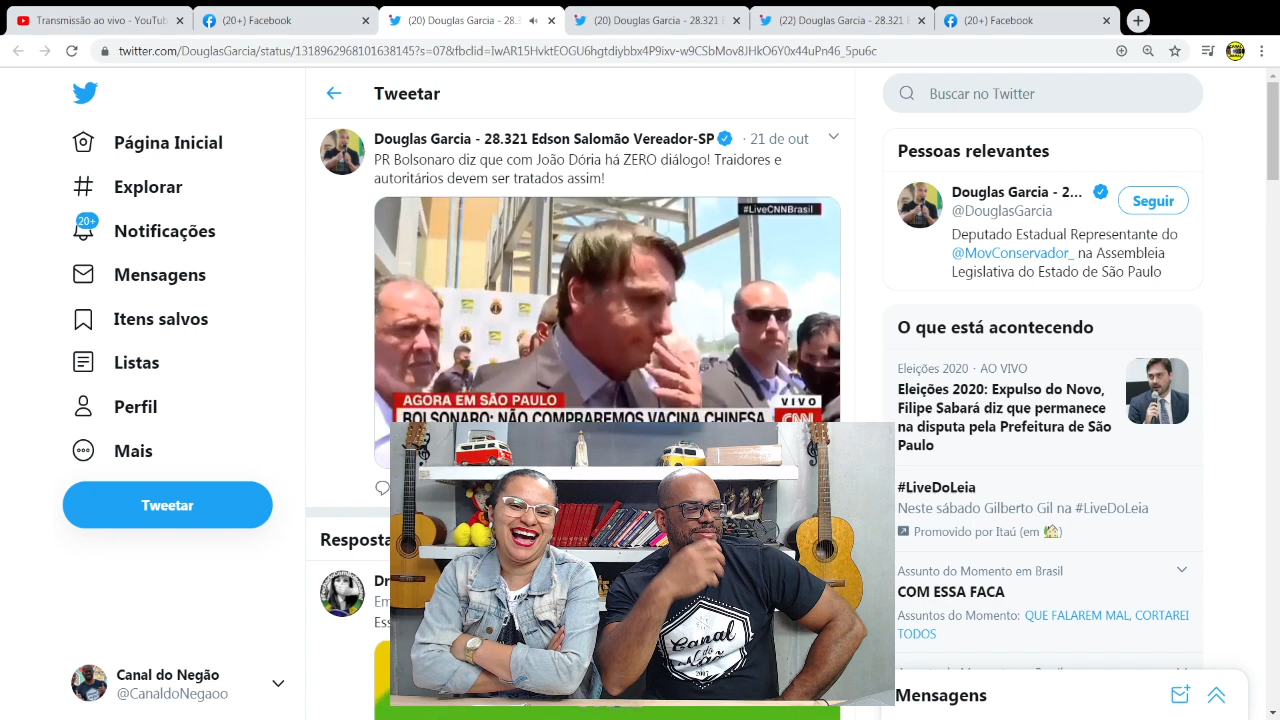 Transmissão ao vivo - YouTub
(20+) Facebook
(20) Douglas Garcia - 28.3
(20) Douglas Garcia - 28.321 E
(22) Douglas Garcia - 28.321 E
(20+) Facebook
twitter.com/DouglasGarcia/status/1318962968101638145?s=07&fbclid=IwAR15HvktEOGU6hgtdiybbx4P9ixv-w9CSbMov8JHkO6Y0x44uPn46_5pu6c
Página Inicial
Explorar
20+
Notificações
Mensagens
Itens salvos
Listas
Perfil
Mais
Tweetar
Canal do Negão
@CanaldoNegaoo
Tweetar
Douglas Garcia - 28.321 Edson Salomão Vereador-SP · 21 de out
PR Bolsonaro diz que com João Dória há ZERO diálogo! Traidores e
autoritários devem ser tratados assim!
#LiveCNNBrasil
AGORA EM SÃO PAULO
VIVO
BOLSONARO: NÃO COMPRAREMOS VACINA CHINESA
CNN
Resposta
Dr
Em
Ess
Canal
do
2007
Buscar no Twitter
Pessoas relevantes
Douglas Garcia - 2...
@DouglasGarcia
Seguir
Deputado Estadual Representante do
@MovConservador_ na Assembleia
Legislativa do Estado de São Paulo
O que está acontecendo
Eleições 2020 · AO VIVO
Eleições 2020: Expulso do Novo,
Filipe Sabará diz que permanece
na disputa pela Prefeitura de São
Paulo
#LiveDoLeia
Neste sábado Gilberto Gil na #LiveDoLeia
Promovido por Itaú (em 🏡)
Assunto do Momento em Brasil
COM ESSA FACA
Assuntos do Momento: QUE FALAREM MAL, CORTAREI
TODOS
Mensagens